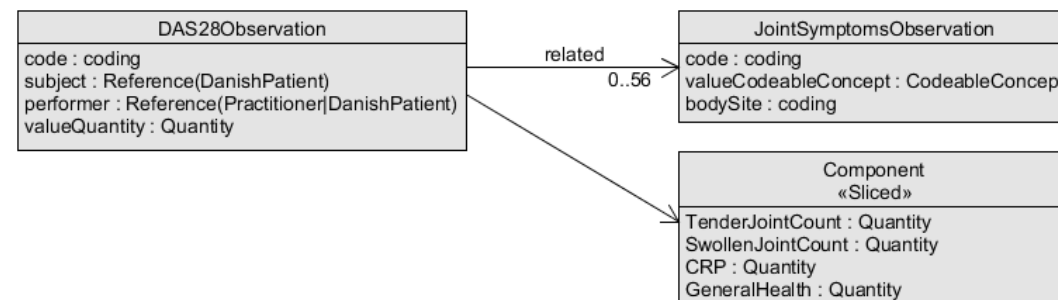 DAS28Observation
code : coding
subject : Reference(DanishPatient)
performer : Reference(Practitioner|DanishPatient)
valueQuantity : Quantity
related
0..56
JointSymptomsObservation
code : coding
valueCodeableConcept : CodeableConcep
bodySite : coding
Component
«Sliced»
TenderJointCount : Quantity
SwollenJointCount : Quantity
CRP : Quantity
GeneralHealth : Quantity